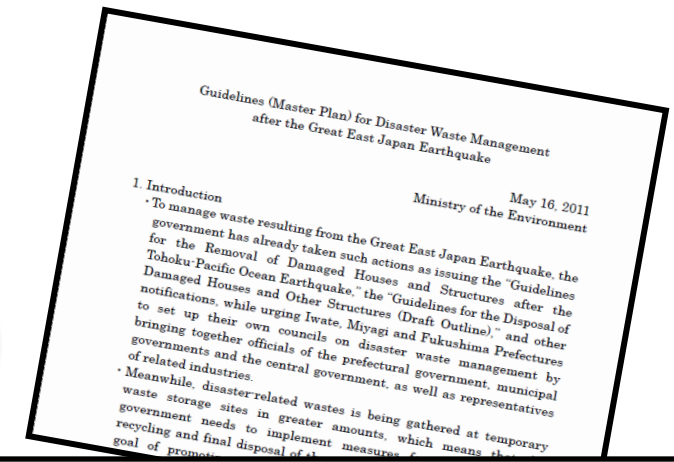 Guidelines (Master Plan) for Disaster Waste Management
after the Great East Japan Earthquake
May 16, 2011
Ministry of the Environment
1. Introduction
・To manage waste resulting from the Great East Japan Earthquake, the
government has already taken such actions as issuing the “Guidelines
for the Removal of Damaged Houses and Structures after the
Tohoku-Pacific Ocean Earthquake,” the “Guidelines for the Disposal of
Damaged Houses and Other Structures (Draft Outline),” and other
notifications, while urging Iwate, Miyagi and Fukushima Prefectures
to set up their own councils on disaster waste management by
bringing together officials of the prefectural government, municipal
governments and the central government, as well as representatives
of related industries.
・Meanwhile, disaster-related wastes is being gathered at temporary
waste storage sites in greater amounts, which means
government needs to implement measures
recycling and final disposal of
goal of